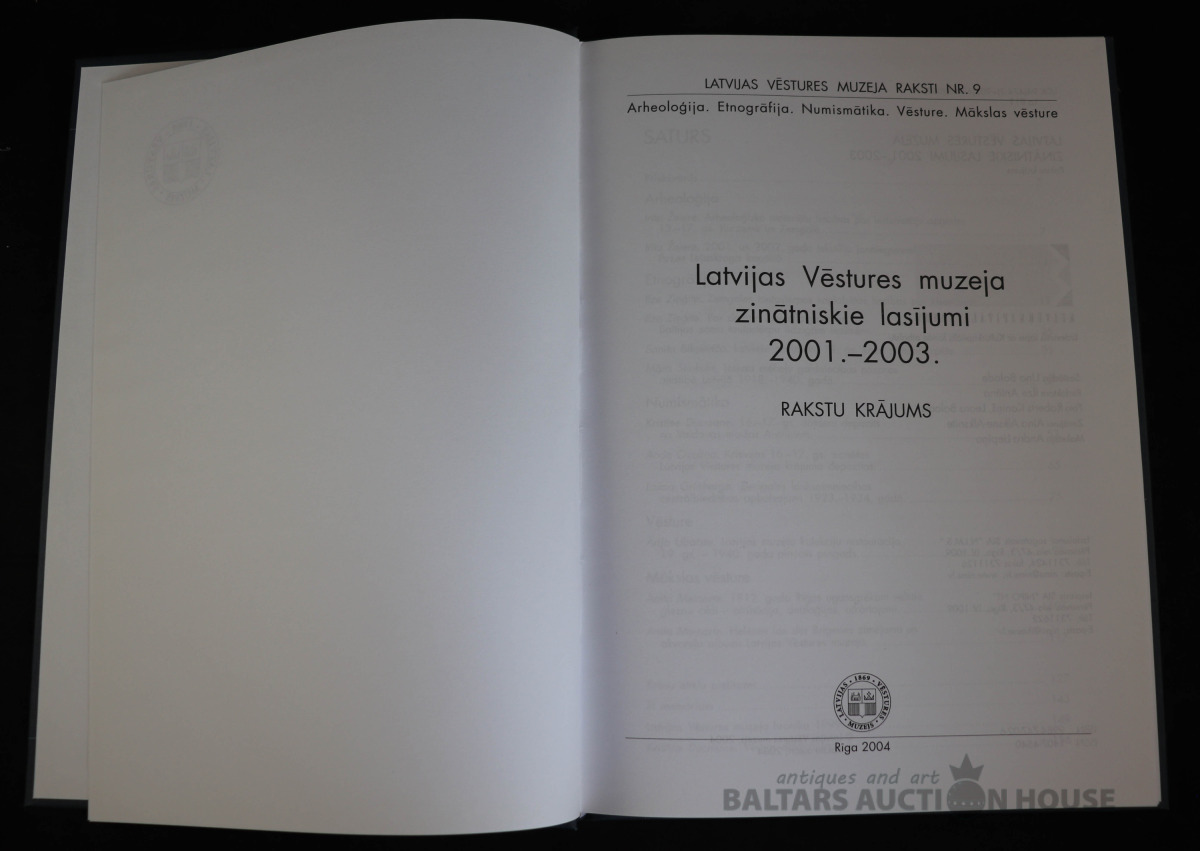 LATVIJAS VĒSTURES MUZEJA RAKSTI NR. 9
Arheoloģija. Etnogrāfija. Numismātika. Vēsture. Mākslas vēsture
Latvijas Vēstures muzeja
zinātniskie lasījumi
2001.–2003.
RAKSTU KRĀJUMS
LATVIJAS • 1869 • VĒSTURES MUZEJS
Rīga 2004
antiques and art
BALTARS AUCTION HOUSE